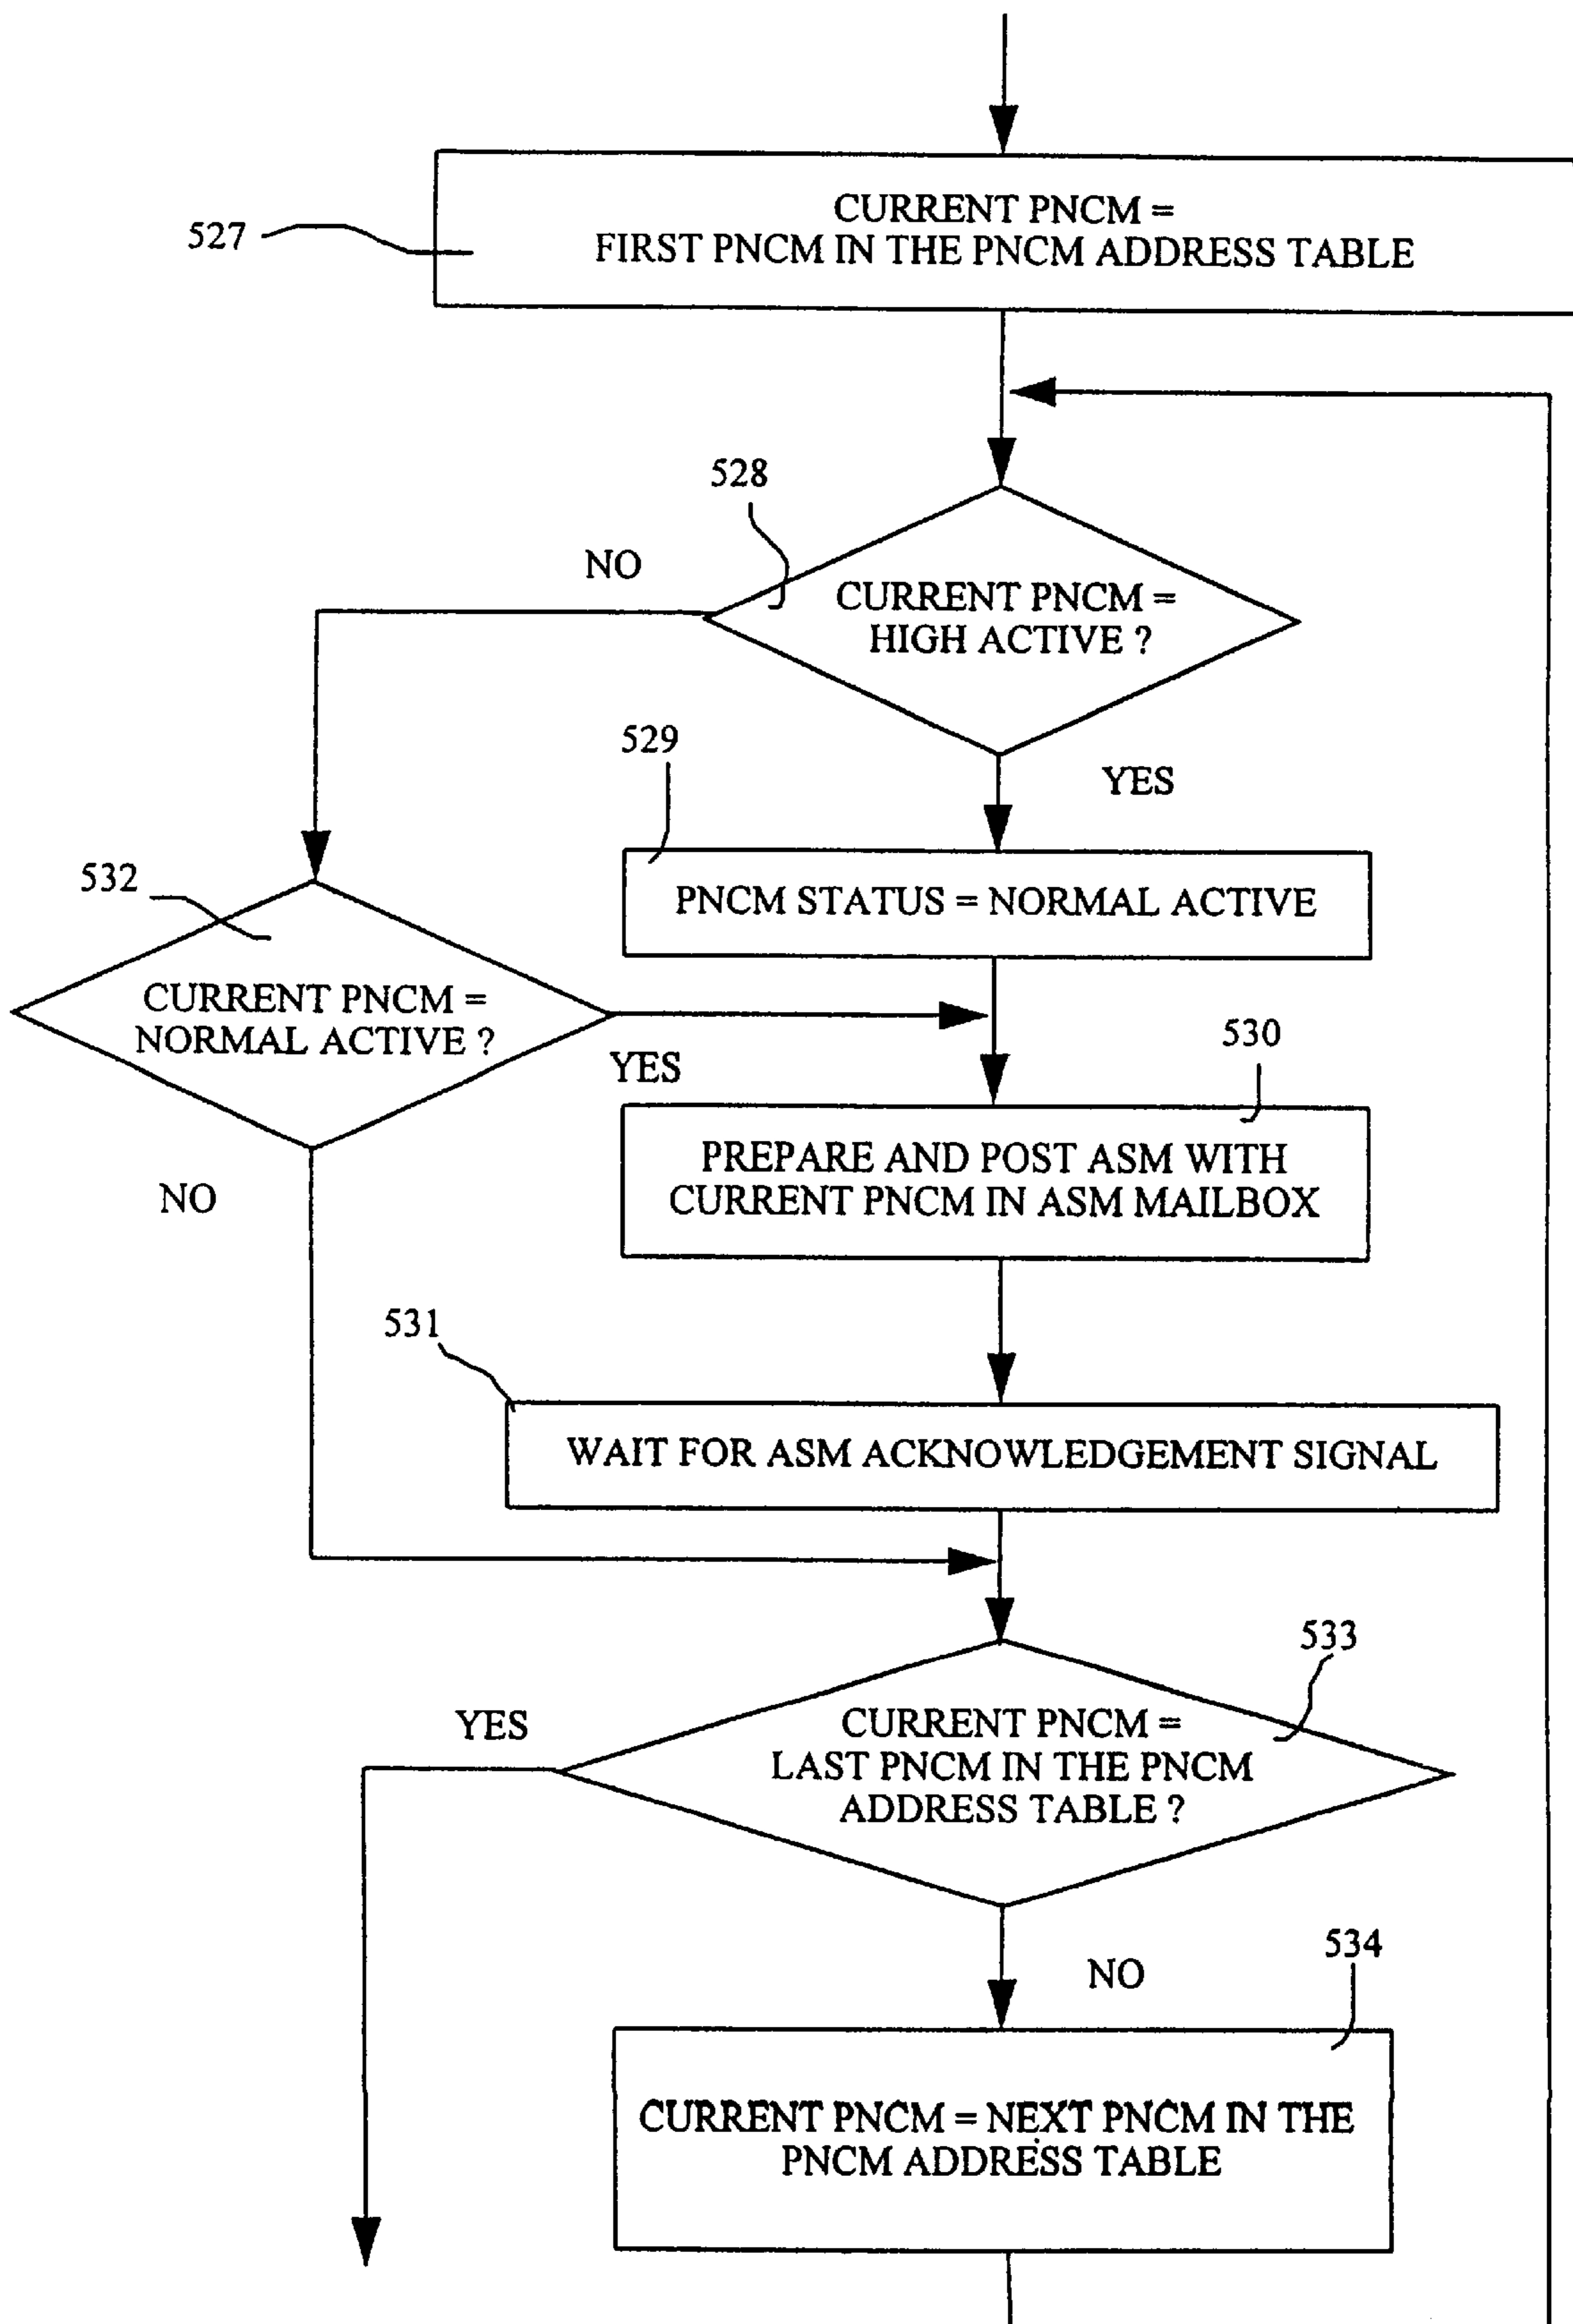 CURRENT PNCM =
FIRST PNCM IN THE PNCM ADDRESS TABLE
527
528
NO
CURRENT PNCM =
HIGH ACTIVE ?
529
YES
PNCM STATUS = NORMAL ACTIVE
532
CURRENT PNCM =
NORMAL ACTIVE ?
YES
530
PREPARE AND POST ASM WITH
CURRENT PNCM IN ASM MAILBOX
NO
531
WAIT FOR ASM ACKNOWLEDGEMENT SIGNAL
533
YES
CURRENT PNCM =
LAST PNCM IN THE PNCM
ADDRESS TABLE ?
NO
534
CURRENT PNCM = NEXT PNCM IN THE
PNCM ADDRESS TABLE